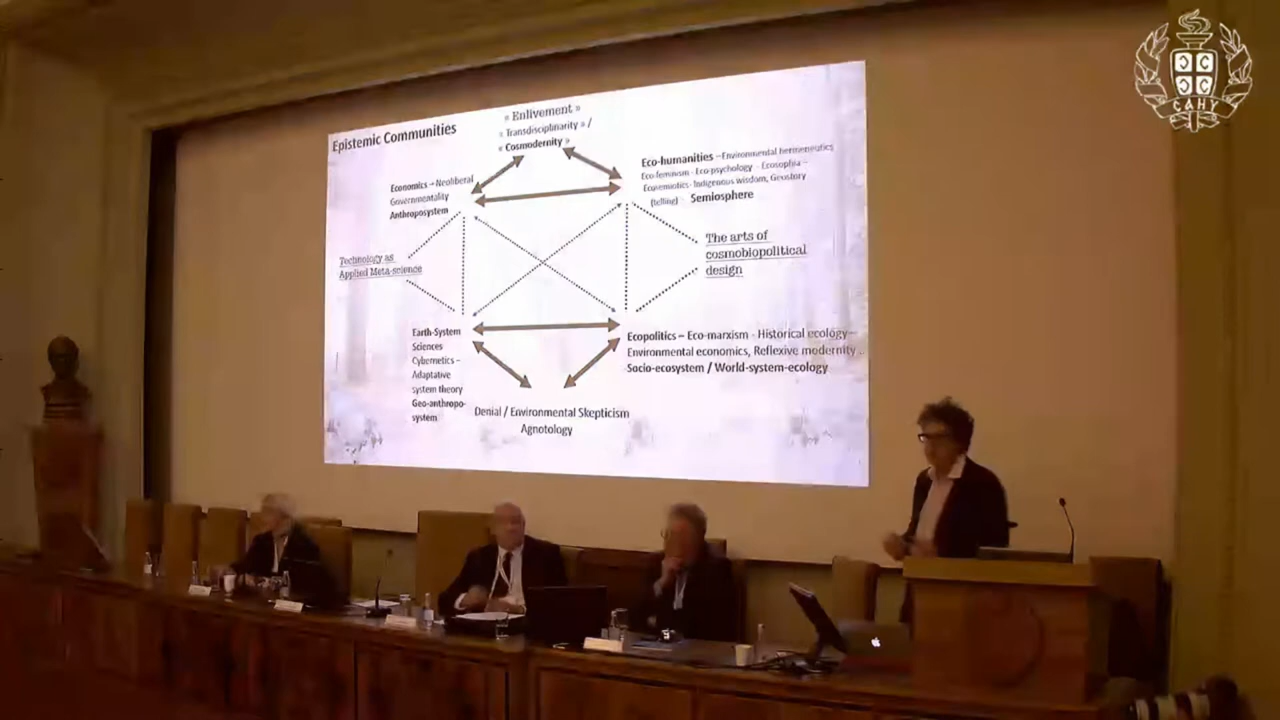 Epistemic Communities
« Enlivement »
« Transdisciplinarity » /
« Cosmodernity »
Economics – Neoliberal
Governmentality
Anthroposystem
Eco-humanities – Environmental hermeneutics
Eco-feminism - Eco-psychology - Ecosophia –
Ecosemiotics - Indigenous wisdom, Geostory
(telling) Semiosphere
Technology as
Applied Meta-science
The arts of
cosmobiopolitical
design
Earth-System
Sciences
Cybernetics –
Adaptative
system theory
Geo-anthropo-
system
Ecopolitics – Eco-marxism - Historical ecology–
Environmental economics, Reflexive modernity
Socio-ecosystem / World-system-ecology
Denial / Environmental Skepticism
Agnotology
САНУ